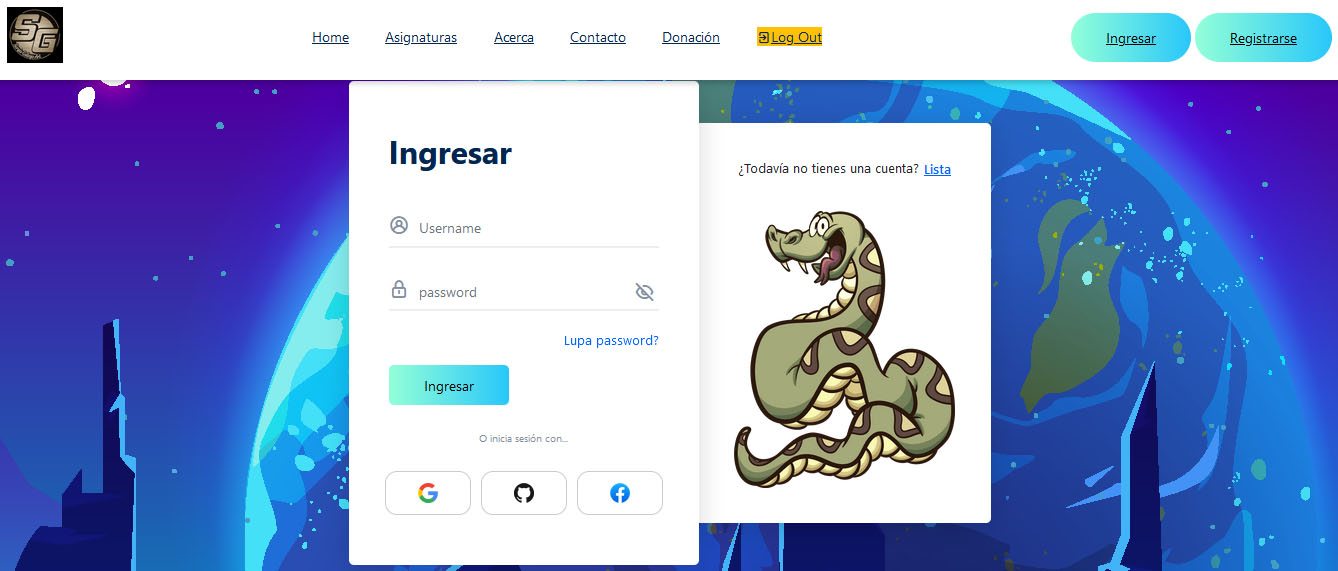 SG
Home
Asignaturas
Acerca
Contacto
Donación
Log Out
Ingresar
Registrarse
Ingresar
Username
password
Lupa password?
Ingresar
O inicia sesión con...
¿Todavía no tienes una cuenta? Lista